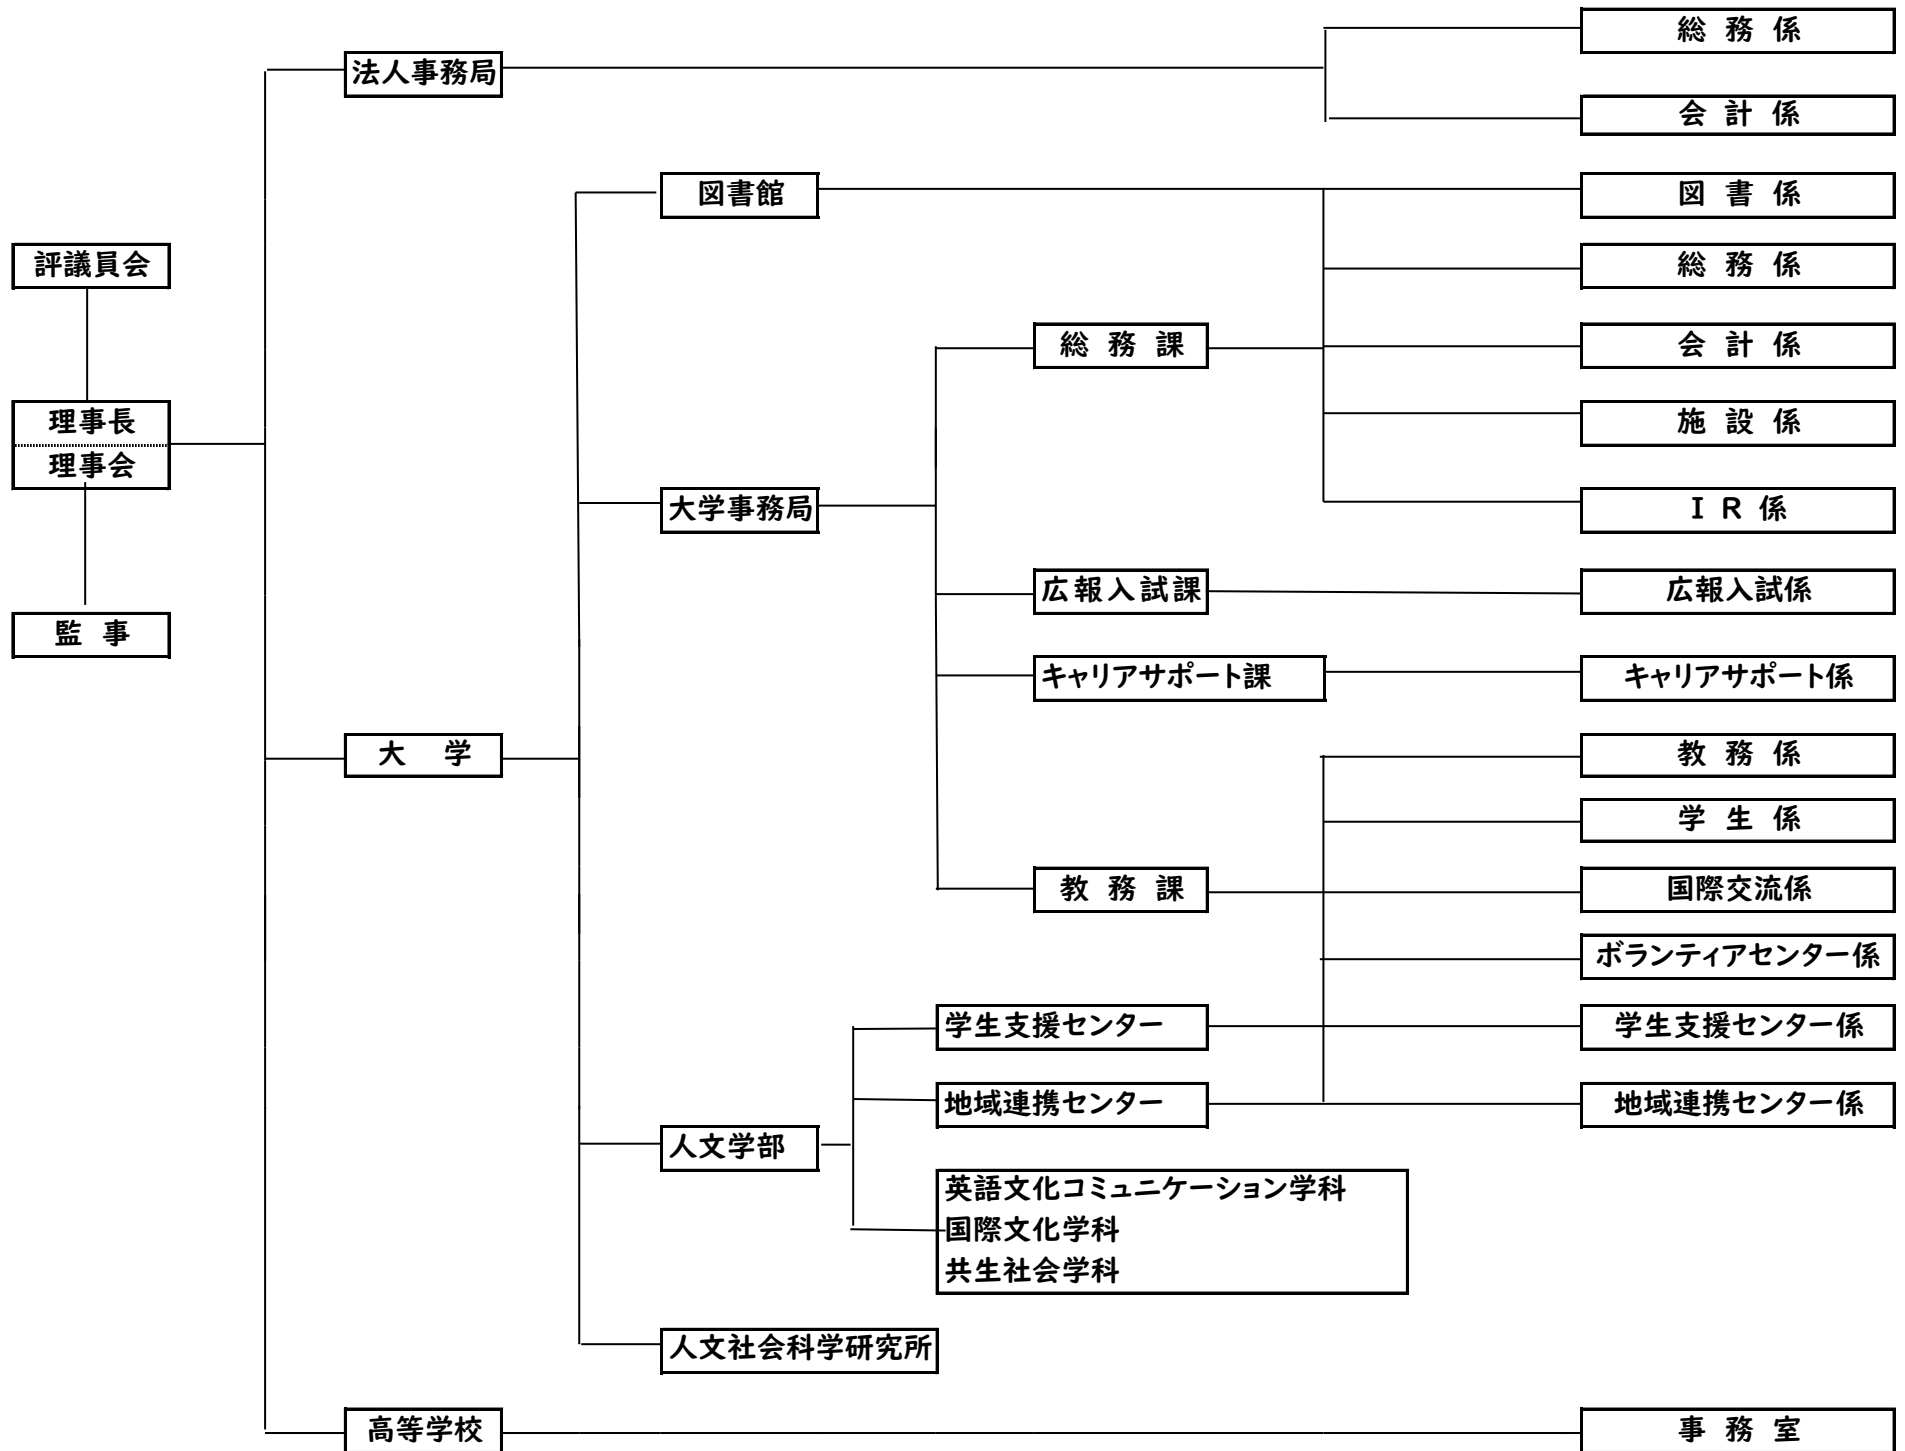 総 務 係
法人事務局
会 計 係
図書館
図 書 係
評議員会
総 務 係
総 務 課
会 計 係
理事長
理事会
施 設 係
大学事務局
Ｉ Ｒ 係
広報入試課
広報入試係
監 事
キャリアサポート課
キャリアサポート係
大 学
教 務 係
学 生 係
教 務 課
国際交流係
ボランティアセンター係
学生支援センター
学生支援センター係
地域連携センター
地域連携センター係
人文学部
英語文化コミュニケーション学科
国際文化学科
共生社会学科
人文社会科学研究所
高等学校
事 務 室